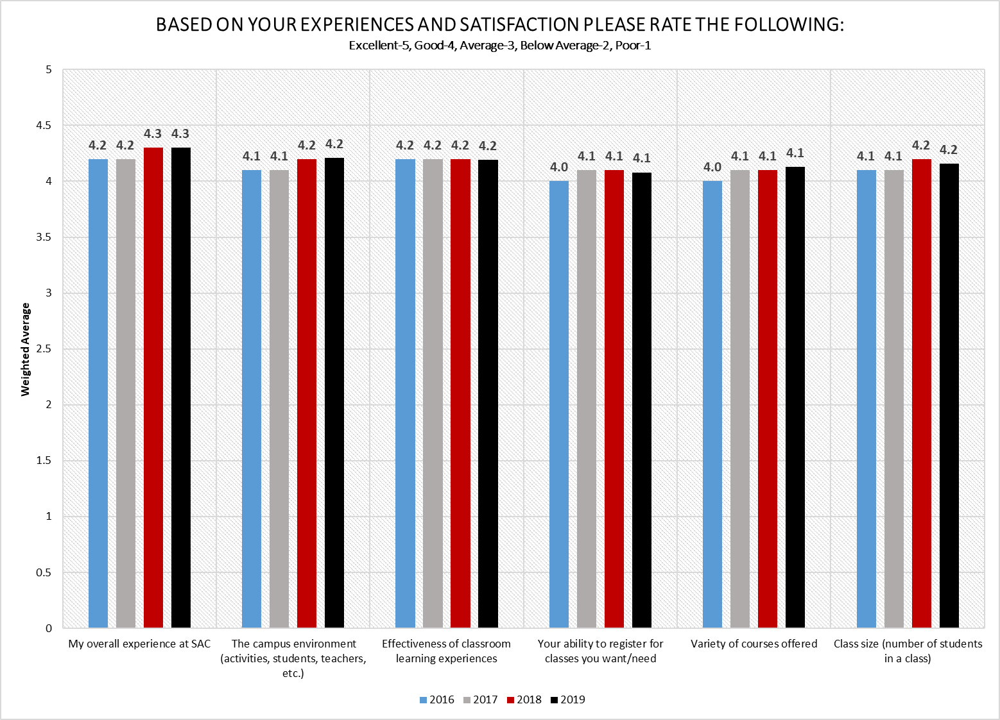 BASED ON YOUR EXPERIENCES AND SATISFACTION PLEASE RATE THE FOLLOWING:
Excellent-5, Good-4, Average-3, Below Average-2, Poor-1
Weighted Average
5
4.5
4
3.5
3
2.5
2
1.5
1
0.5
0
4.2
4.2
4.3
4.3
4.1
4.1
4.2
4.2
4.2
4.2
4.2
4.2
4.0
4.1
4.1
4.1
4.0
4.1
4.1
4.1
4.1
4.1
4.2
4.2
My overall experience at SAC
The campus environment
(activities, students, teachers,
etc.)
Effectiveness of classroom
learning experiences
Your ability to register for
classes you want/need
Variety of courses offered
Class size (number of students
in a class)
2016
2017
2018
2019